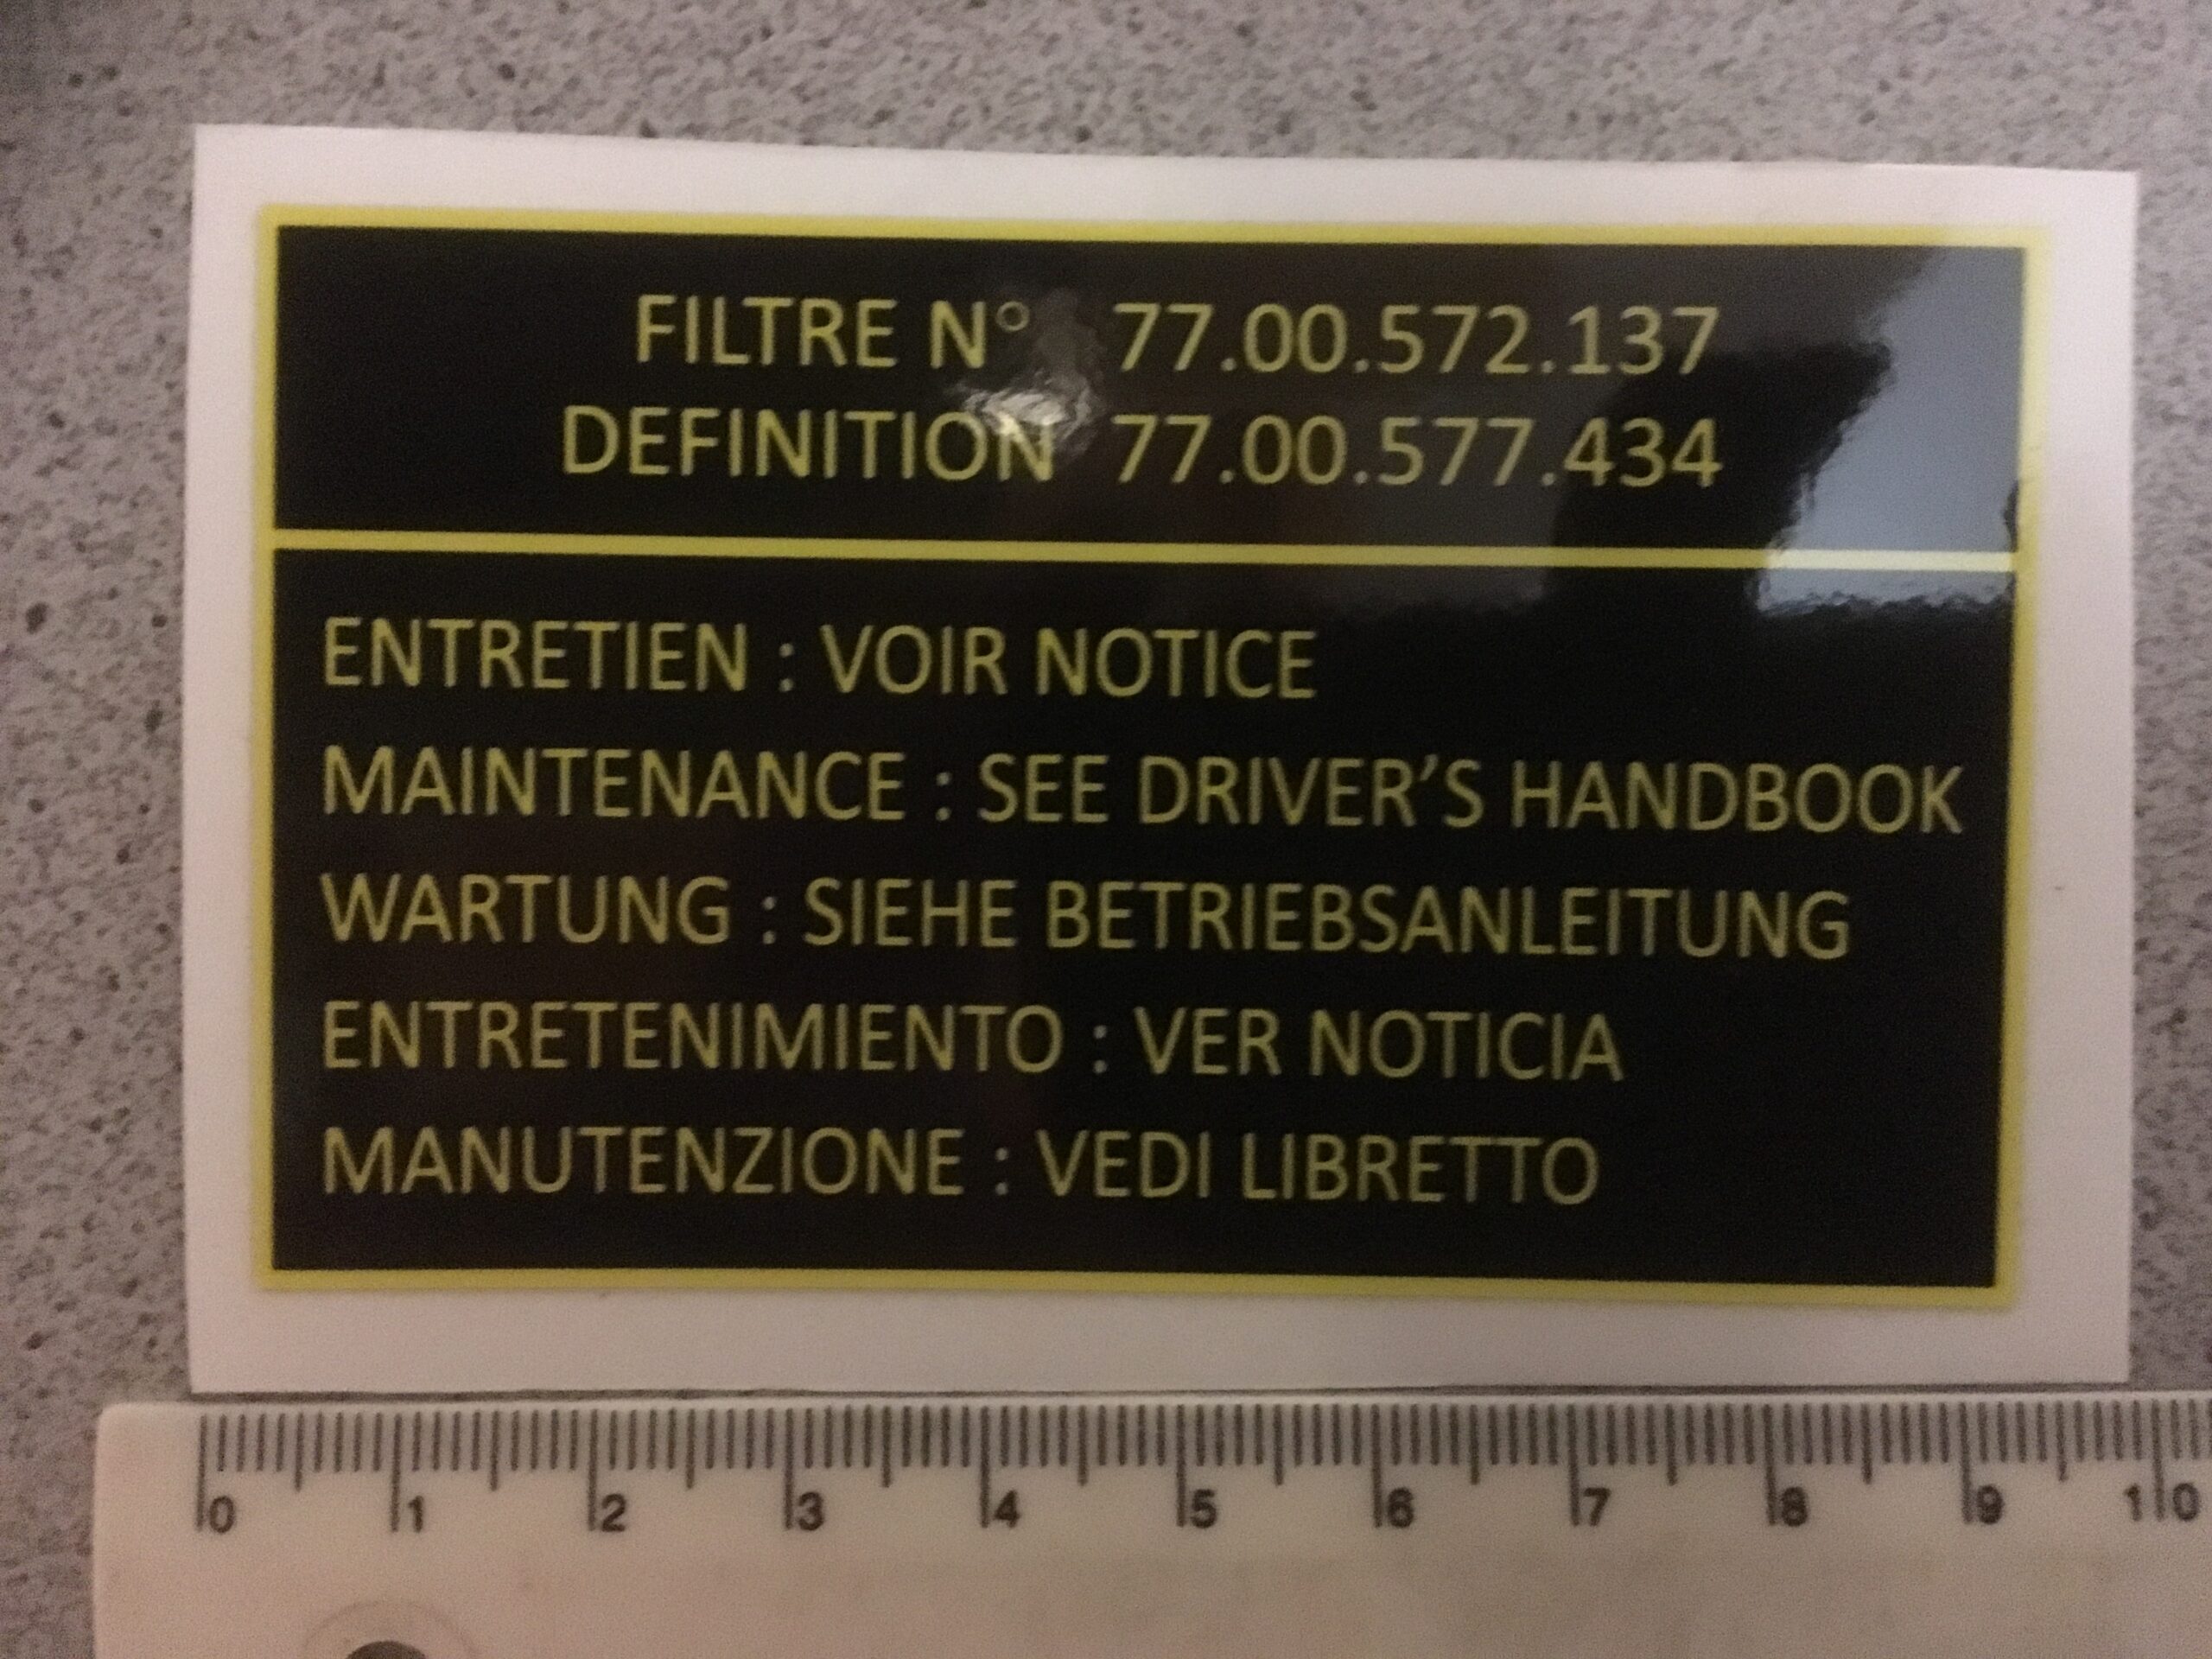 FILTRE N° 77.00.572.137
DEFINITION 77.00.577.434
ENTRETIEN : VOIR NOTICE
MAINTENANCE : SEE DRIVER'S HANDBOOK
WARTUNG : SIEHE BETRIEBSANLEITUNG
ENTRETENIMIENTO : VER NOTICIA
MANUTENZIONE : VEDI LIBRETTO
0 1 2 3 4 5 6 7 8 9 10